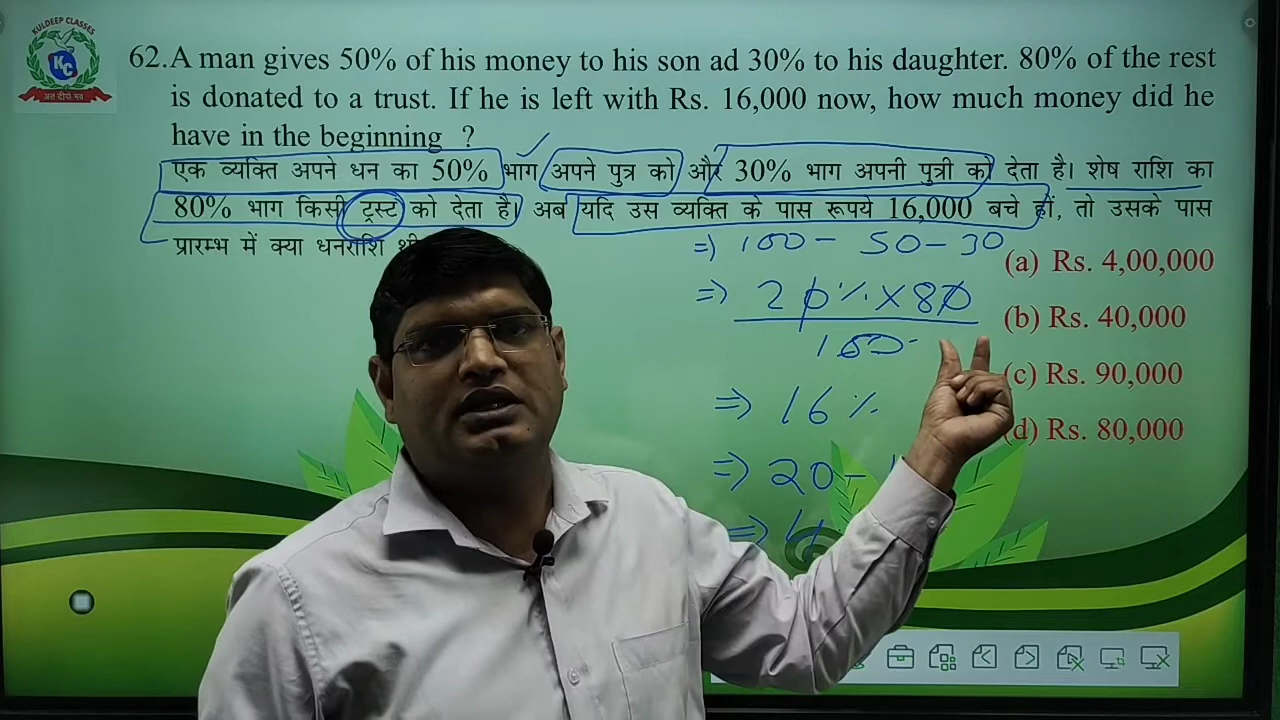 KULDEEP CLASSES
KC
अत्त दीपो भव
62.A man gives 50% of his money to his son ad 30% to his daughter. 80% of the rest
is donated to a trust. If he is left with Rs. 16,000 now, how much money did he
have in the beginning ?
एक व्यक्ति अपने धन का 50% भाग अपने पुत्र को और 30% भाग अपनी पुत्री को देता है। शेष राशि का
80% भाग किसी ट्रस्ट को देता है। अब यदि उस व्यक्ति के पास रूपये 16,000 बचे हों, तो उसके पास
प्रारम्भ में क्या धनराशि
⇒ 100 - 50 - 30
⇒ 20% × 80
100
⇒ 16%
⇒ 20 -
⇒ 4
(a) Rs. 4,00,000
(b) Rs. 40,000
(c) Rs. 90,000
(d) Rs. 80,000